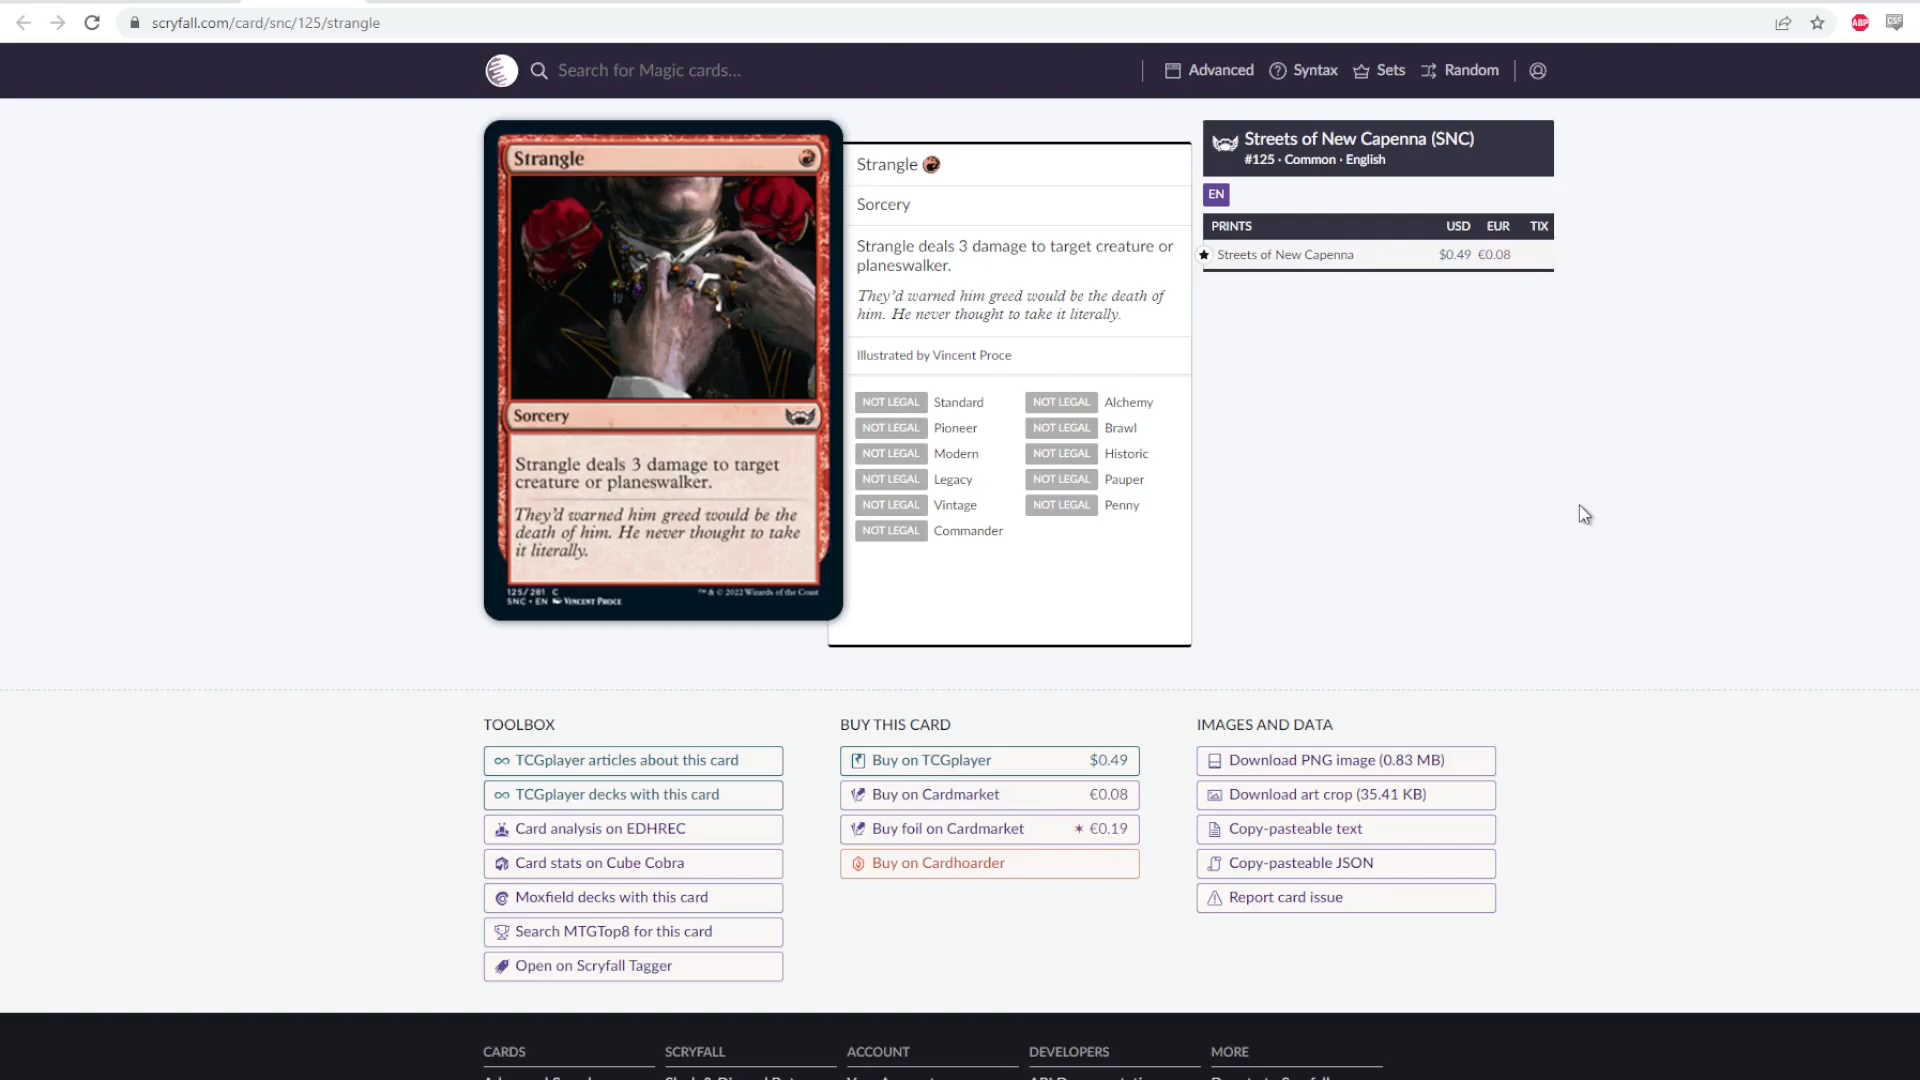 scryfall.com/card/snc/125/strangle
ABP
CSS
Search for Magic cards...
Advanced
Syntax
Sets
Random
Strangle
Sorcery
Strangle deals 3 damage to target
creature or planeswalker.
They'd warned him greed would be the
death of him. He never thought to take
it literally.
125/281 C
SNC • EN Vincent Proce
™ & © 2022 Wizards of the Coast
Strangle
Sorcery
Strangle deals 3 damage to target creature or
planeswalker.
They'd warned him greed would be the death of
him. He never thought to take it literally.
Illustrated by Vincent Proce
NOT LEGAL Standard NOT LEGAL Alchemy
NOT LEGAL Pioneer NOT LEGAL Brawl
NOT LEGAL Modern NOT LEGAL Historic
NOT LEGAL Legacy NOT LEGAL Pauper
NOT LEGAL Vintage NOT LEGAL Penny
NOT LEGAL Commander
Streets of New Capenna (SNC)
#125 · Common · English
EN
PRINTS USD EUR TIX
Streets of New Capenna $0.49 €0.08
TOOLBOX
TCGplayer articles about this card
TCGplayer decks with this card
Card analysis on EDHREC
Card stats on Cube Cobra
Moxfield decks with this card
Search MTGTop8 for this card
Open on Scryfall Tagger
BUY THIS CARD
Buy on TCGplayer $0.49
Buy on Cardmarket €0.08
Buy foil on Cardmarket ✶ €0.19
Buy on Cardhoarder
IMAGES AND DATA
Download PNG image (0.83 MB)
Download art crop (35.41 KB)
Copy-pasteable text
Copy-pasteable JSON
Report card issue
CARDS SCRYFALL ACCOUNT DEVELOPERS MORE